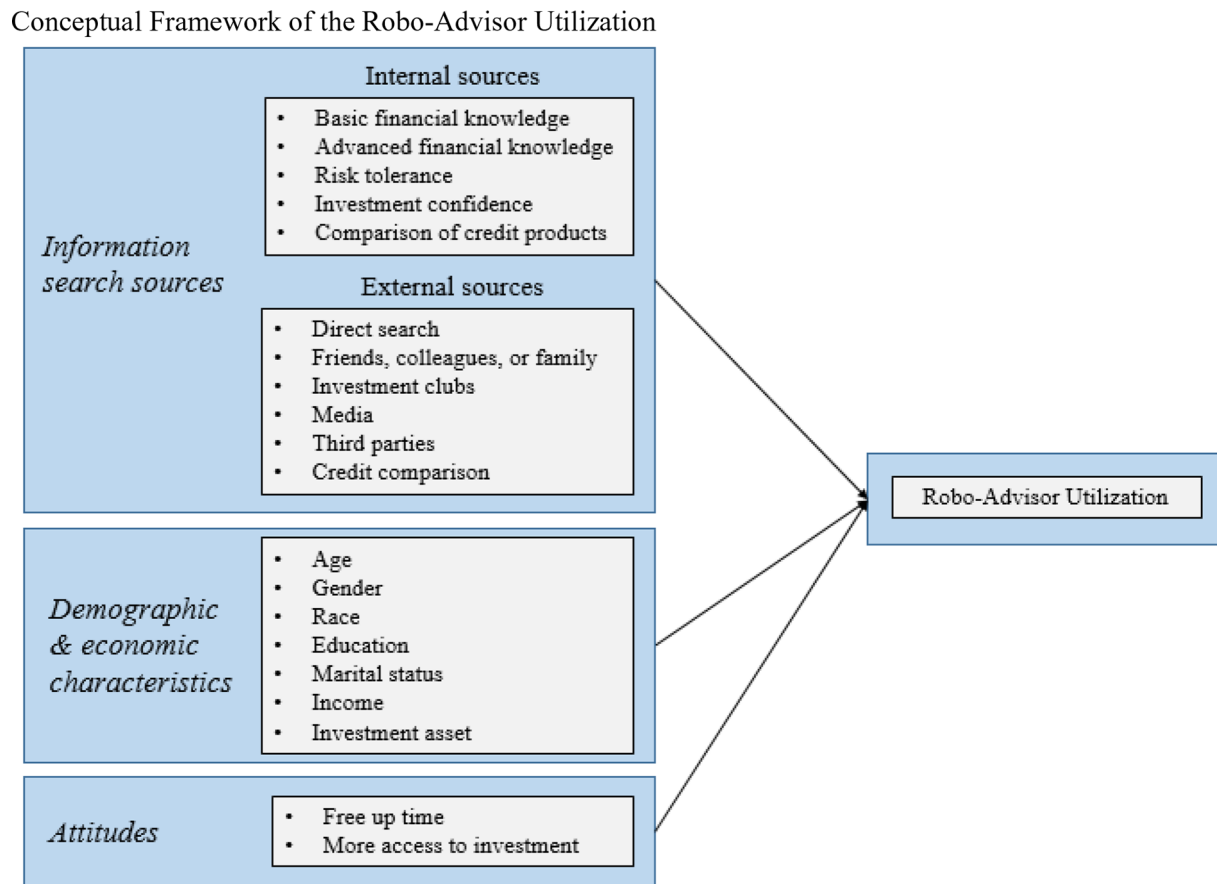 Conceptual Framework of the Robo-Advisor Utilization
Information
search sources
Internal sources
• Basic financial knowledge
• Advanced financial knowledge
• Risk tolerance
• Investment confidence
• Comparison of credit products
External sources
• Direct search
• Friends, colleagues, or family
• Investment clubs
• Media
• Third parties
• Credit comparison
Demographic
& economic
characteristics
• Age
• Gender
• Race
• Education
• Marital status
• Income
• Investment asset
Attitudes
• Free up time
• More access to investment
Robo-Advisor Utilization